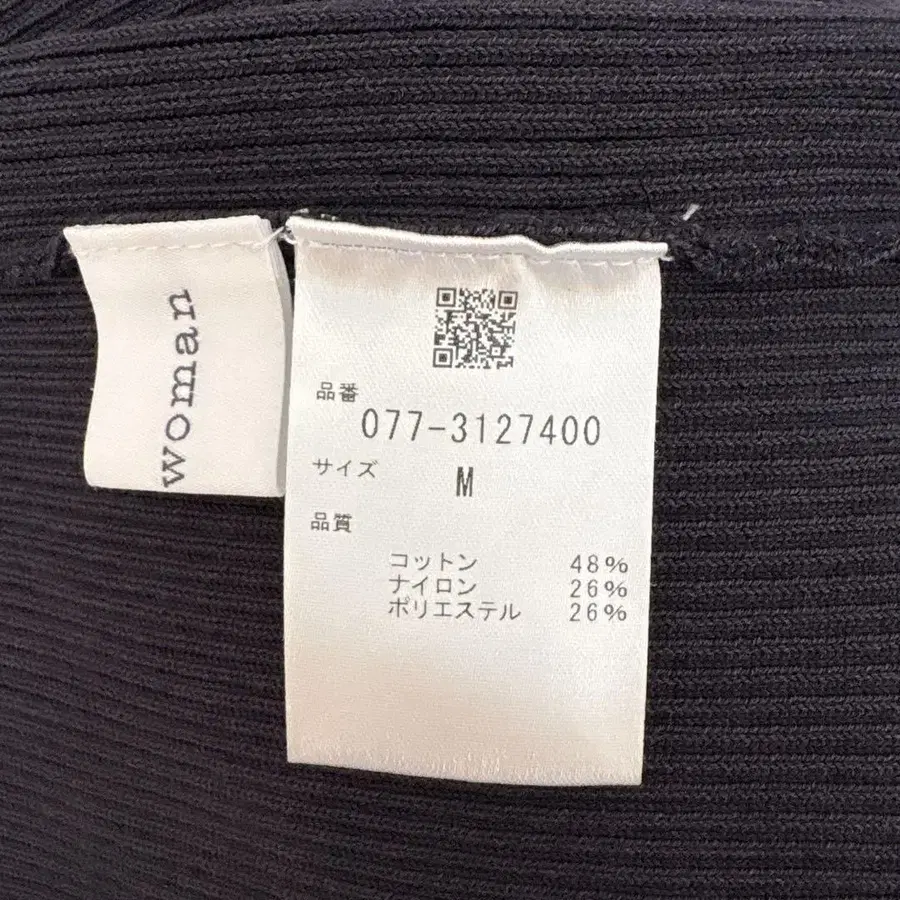 woman
品番
077-3127400
サイズ
M
品質
コットン 48%
ナイロン 26%
ポリエステル 26%